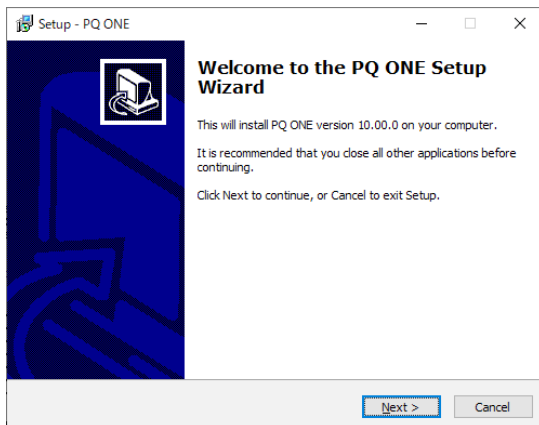 Setup - PQ ONE
Welcome to the PQ ONE Setup
Wizard
This will install PQ ONE version 10.00.0 on your computer.
It is recommended that you close all other applications before
continuing.
Click Next to continue, or Cancel to exit Setup.
Next >
Cancel